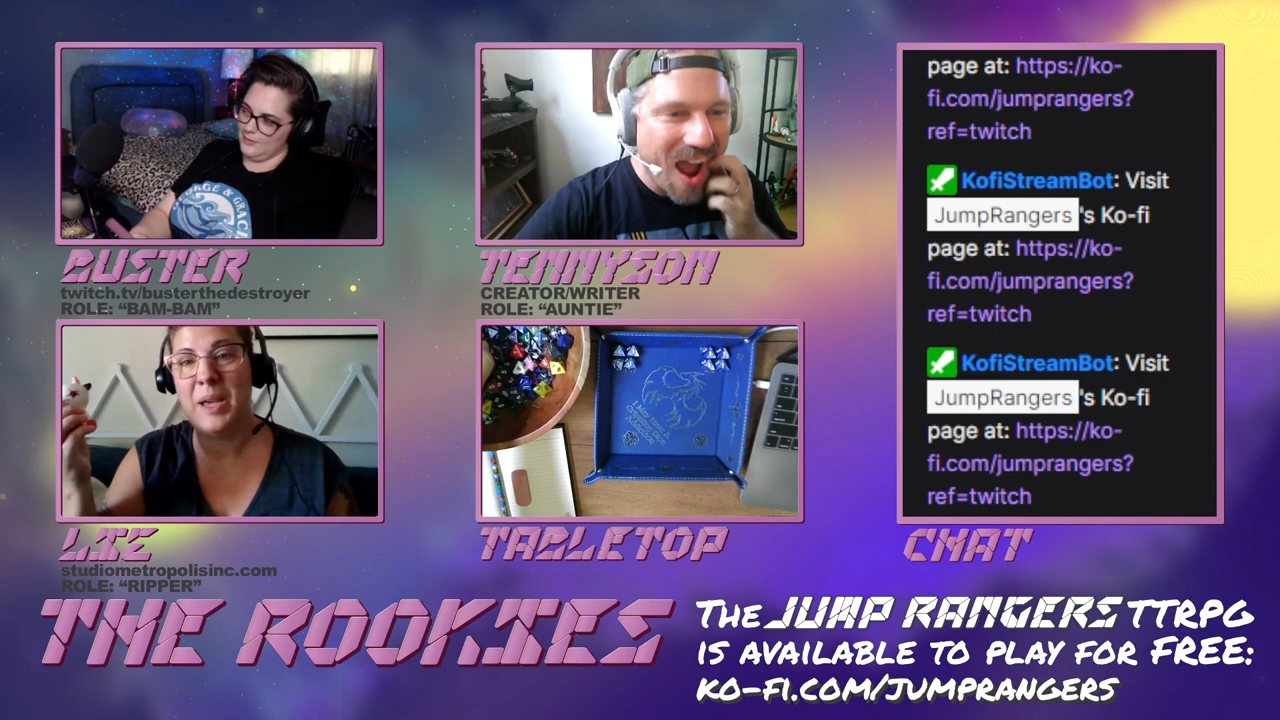 BUSTER
twitch.tv/busterthedestroyer
ROLE: “BAM-BAM”
TENNYSON
CREATOR/WRITER
ROLE: “AUNTIE”
LIZ
studiometropolisinc.com
ROLE: “RIPPER”
TABLETOP
page at: https://ko-
fi.com/jumprangers?
ref=twitch
KofiStreamBot: Visit
JumpRangers's Ko-fi
page at: https://ko-
fi.com/jumprangers?
ref=twitch
KofiStreamBot: Visit
JumpRangers's Ko-fi
page at: https://ko-
fi.com/jumprangers?
ref=twitch
CHAT
THE ROOKIES
THE JUMP RANGERS TTRPG
IS AVAILABLE TO PLAY FOR FREE:
KO-FI.COM/JUMPRANGERS